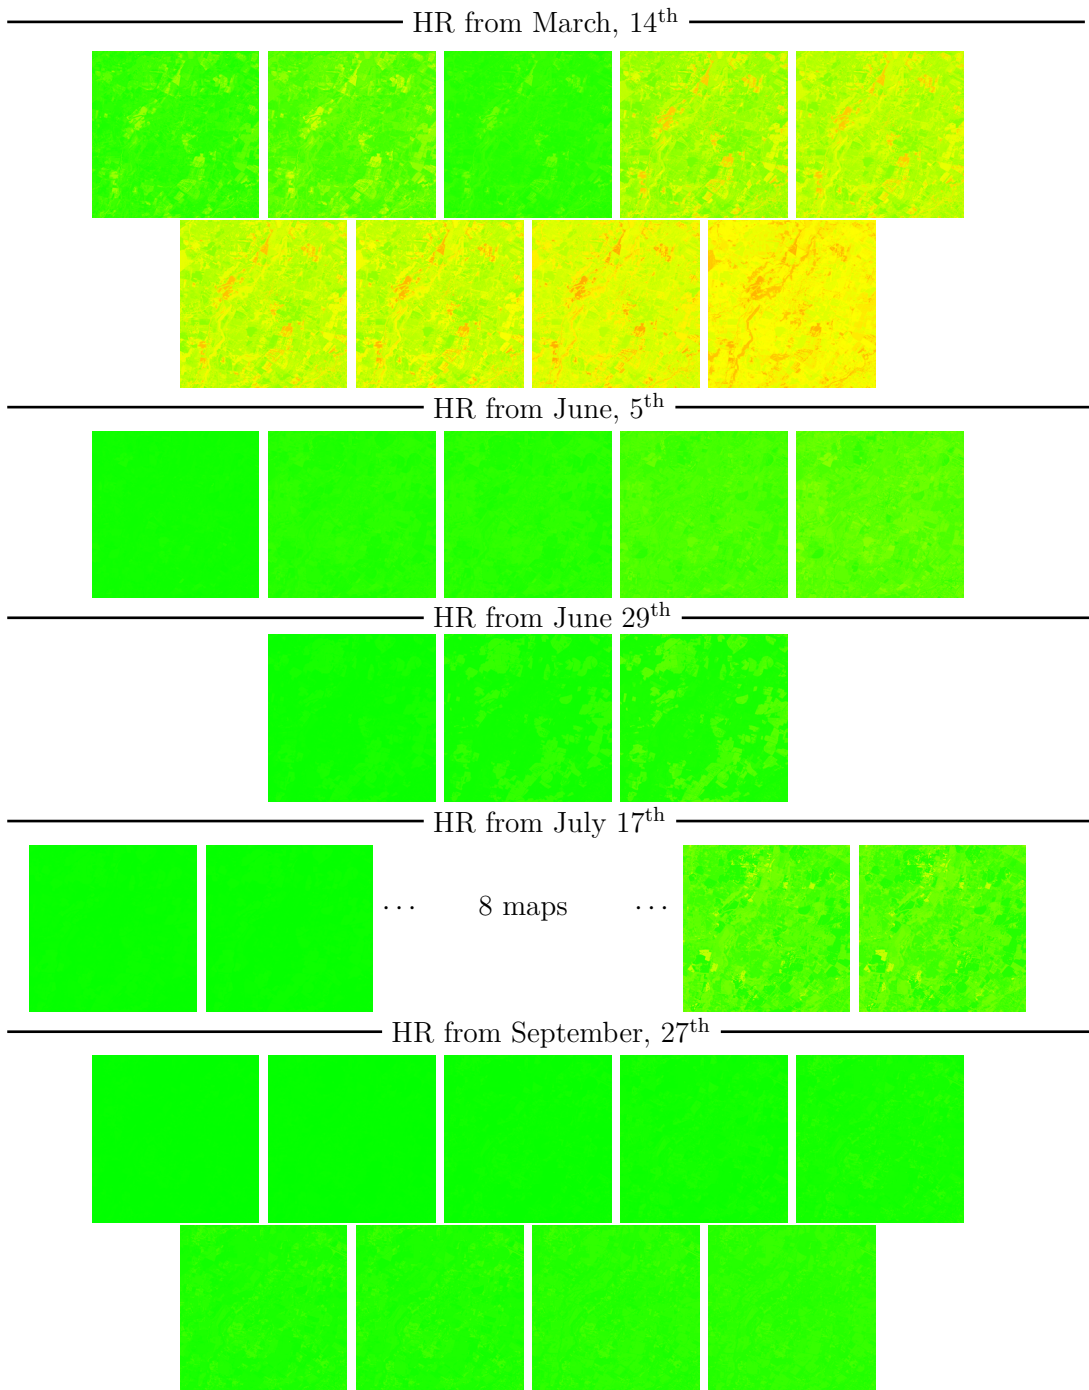 HR from March, 14th
HR from June, 5th
HR from June 29th
HR from July 17th
··· 8 maps ···
HR from September, 27th